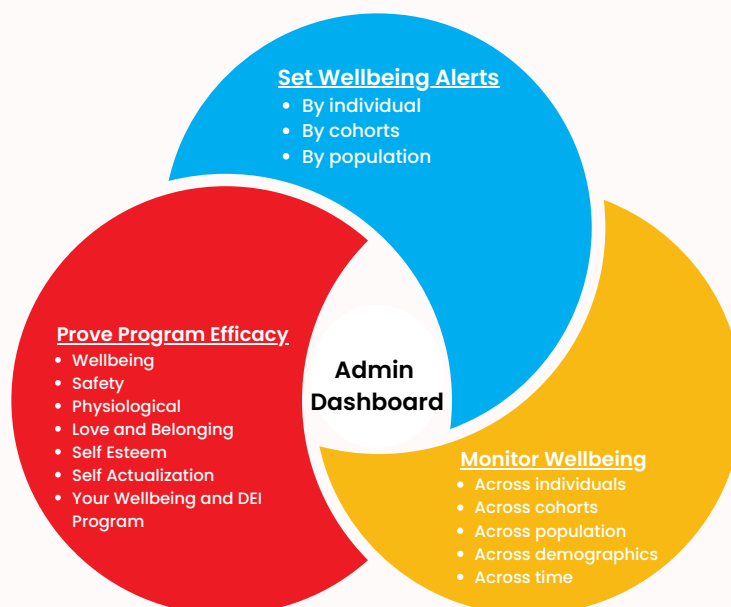 Set Wellbeing Alerts
• By individual
• By cohorts
• By population
Prove Program Efficacy
• Wellbeing
• Safety
• Physiological
• Love and Belonging
• Self Esteem
• Self Actualization
• Your Wellbeing and DEI
Program
Admin
Dashboard
Monitor Wellbeing
• Across individuals
• Across cohorts
• Across population
• Across demographics
• Across time